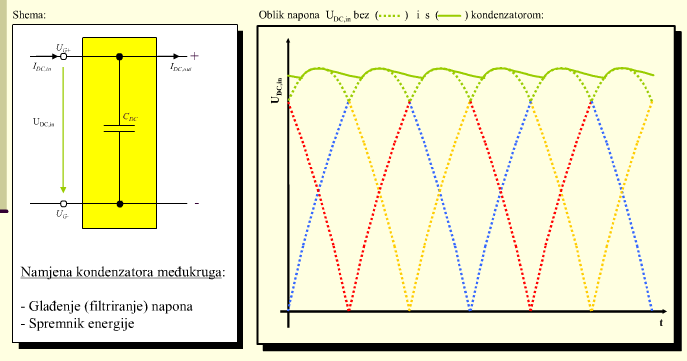 Shema:
U_G+
I_DC,in
I_DC,out
+
U_DC,in
C_DC
U_G-
-
Namjena kondenzatora međukruga:
- Glađenje (filtriranje) napona
- Spremnik energije
Oblik napona U_DC,in bez (·····) i s (——) kondenzatorom:
U_DC,in
t